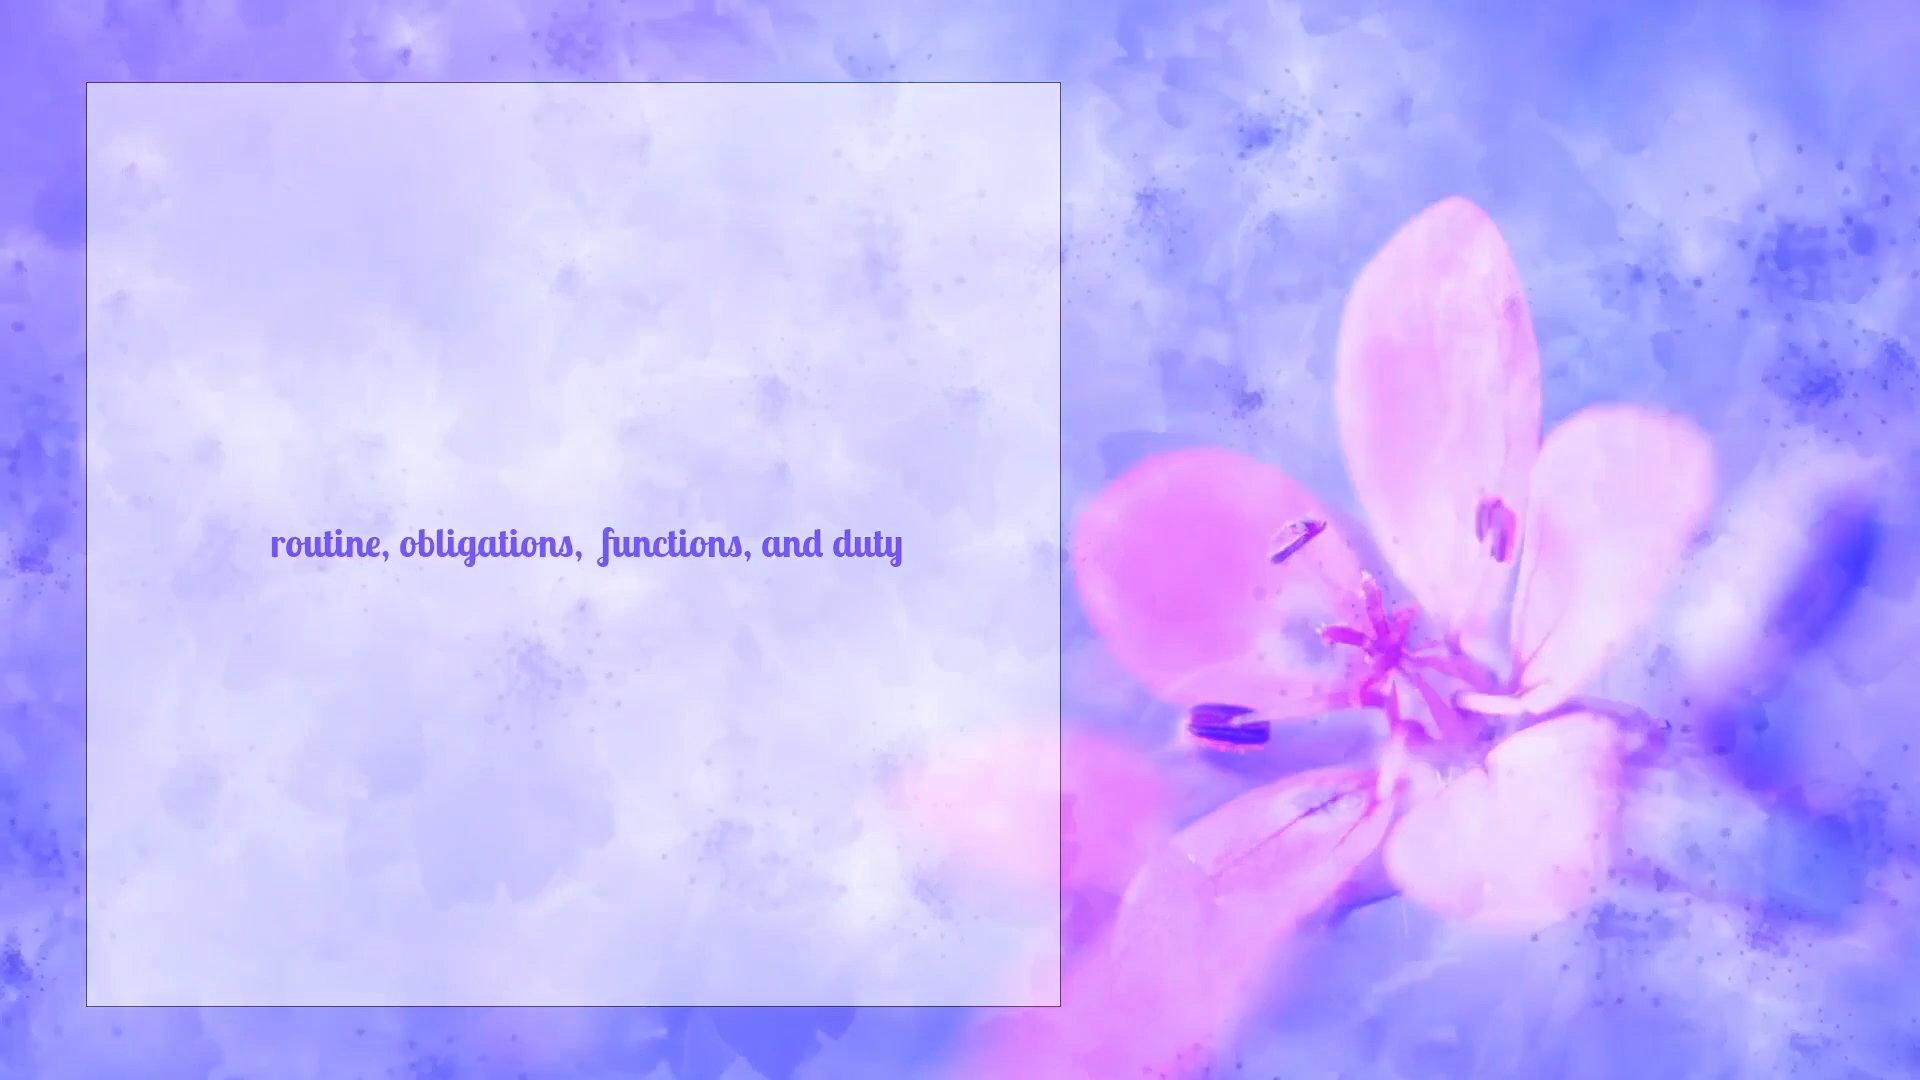 routine, obligations, functions, and duty